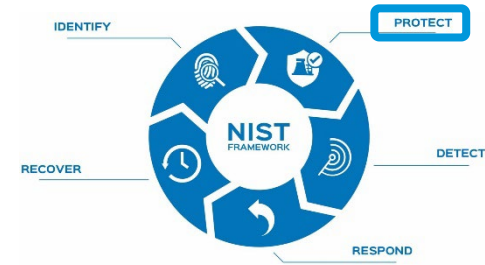 IDENTIFY
PROTECT
NIST
FRAMEWORK
DETECT
RECOVER
RESPOND